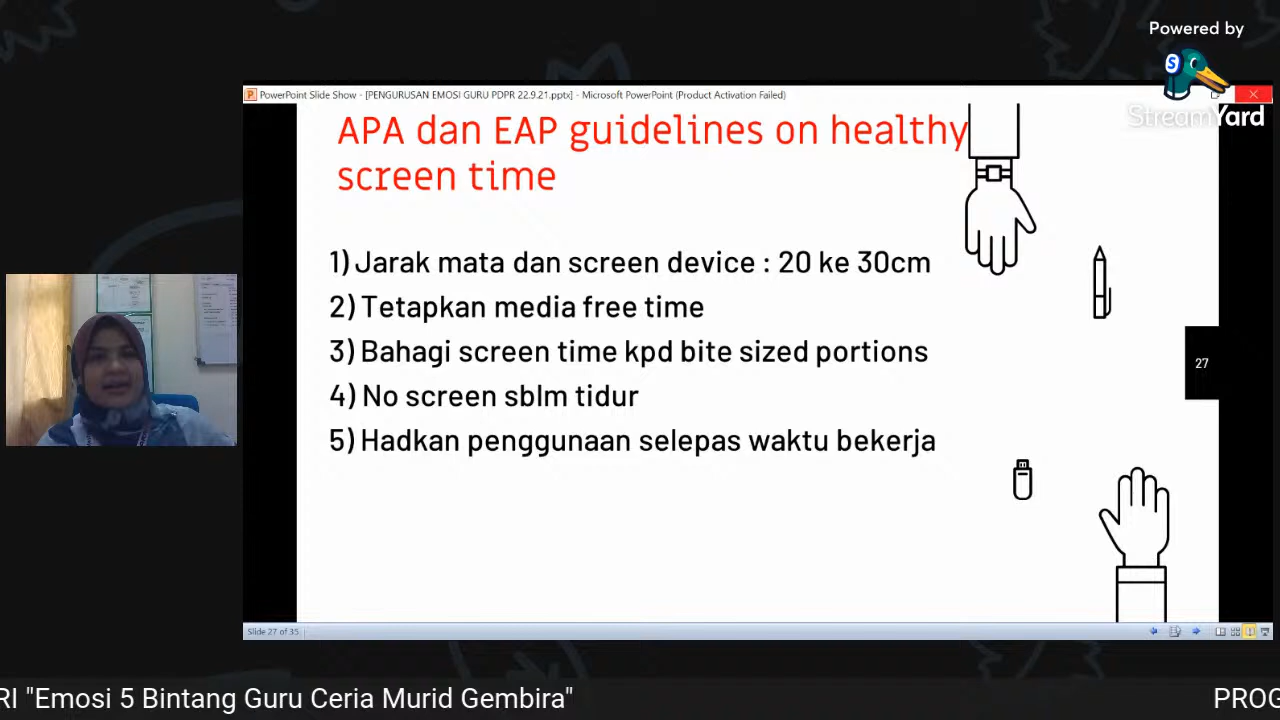 Powered by
StreamYard
PowerPoint Slide Show - [PENGURUSAN EMOSI GURU PDPR 22.9.21.pptx] - Microsoft PowerPoint (Product Activation Failed)
APA dan EAP guidelines on healthy
screen time
1) Jarak mata dan screen device : 20 ke 30cm
2) Tetapkan media free time
3) Bahagi screen time kpd bite sized portions
4) No screen sblm tidur
5) Hadkan penggunaan selepas waktu bekerja
27
Slide 27 of 35
RI "Emosi 5 Bintang Guru Ceria Murid Gembira"
PROG